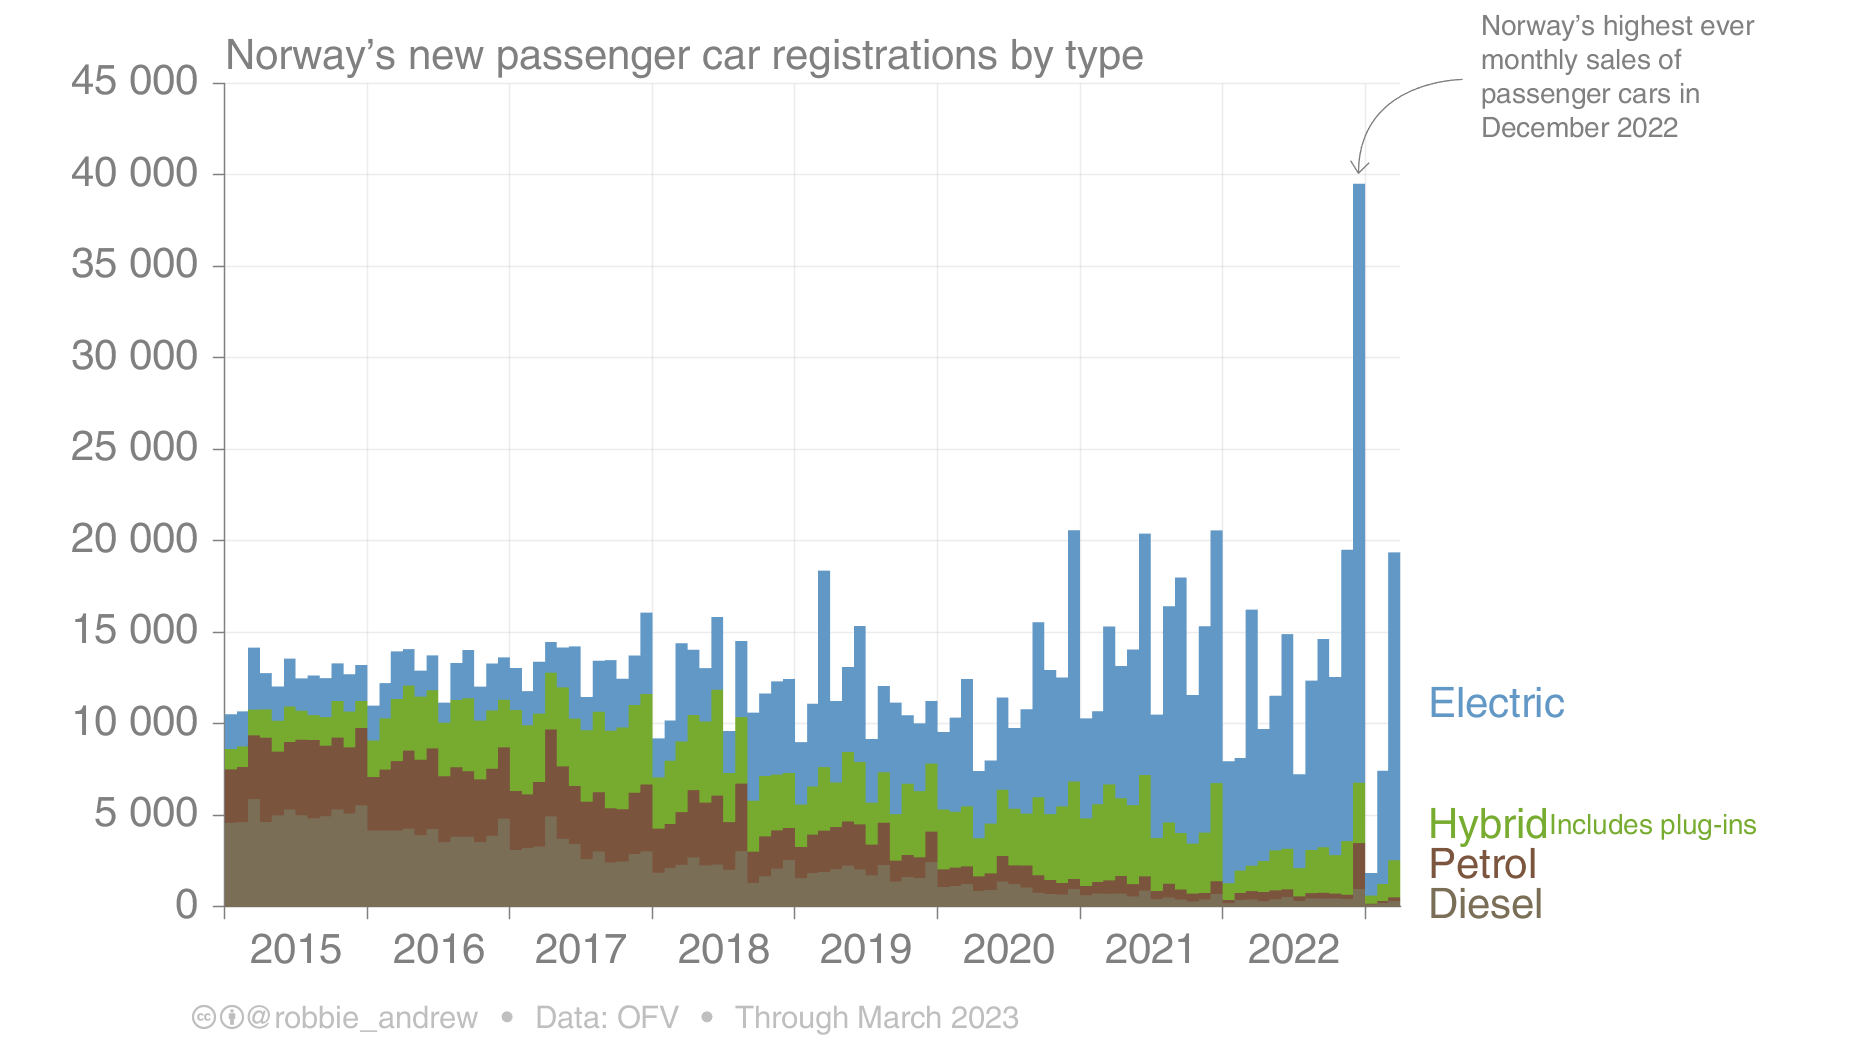 Norway's new passenger car registrations by type
Norway's highest ever
monthly sales of
passenger cars in
December 2022
45 000
40 000
35 000
30 000
25 000
20 000
15 000
10 000
5 000
0
Electric
Hybrid Includes plug-ins
Petrol
Diesel
2015 2016 2017 2018 2019 2020 2021 2022
cc @robbie_andrew • Data: OFV • Through March 2023